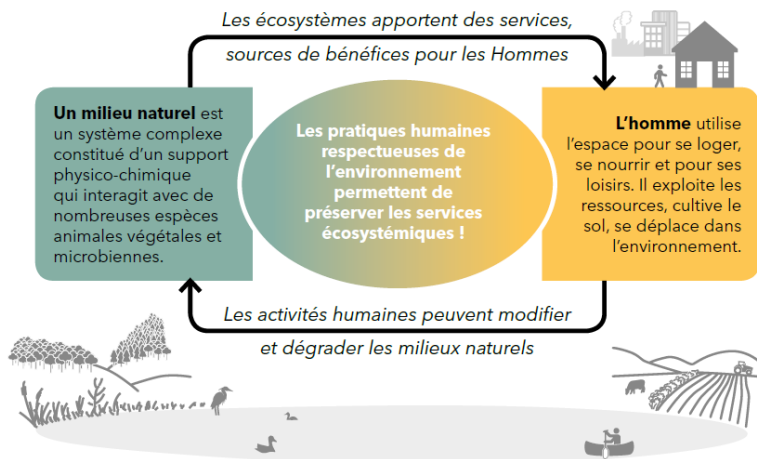 Les écosystèmes apportent des services,
sources de bénéfices pour les Hommes
Un milieu naturel est
un système complexe
constitué d'un support
physico-chimique
qui interagit avec de
nombreuses espèces
animales végétales et
microbiennes.
Les pratiques humaines
respectueuses de
l'environnement
permettent de
préserver les services
écosystémiques !
L'homme utilise
l'espace pour se loger,
se nourrir et pour ses
loisirs. Il exploite les
ressources, cultive le
sol, se déplace dans
l'environnement.
Les activités humaines peuvent modifier
et dégrader les milieux naturels